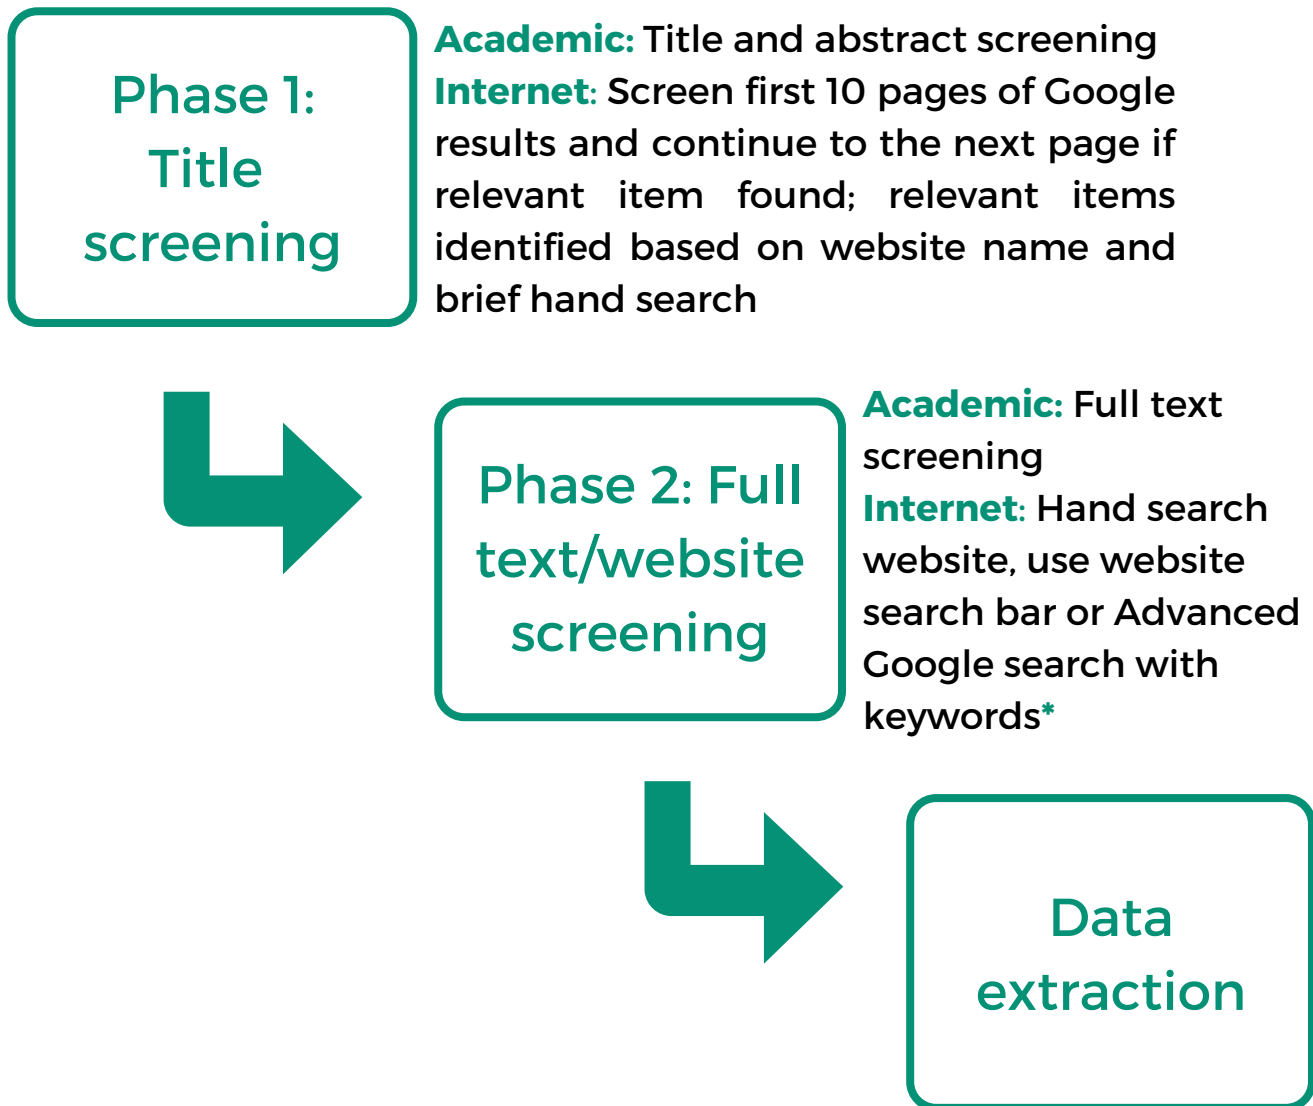 Phase 1:
Title
screening
Academic: Title and abstract screening
Internet: Screen first 10 pages of Google
results and continue to the next page if
relevant item found; relevant items
identified based on website name and
brief hand search
Phase 2: Full
text/website
screening
Academic: Full text
screening
Internet: Hand search
website, use website
search bar or Advanced
Google search with
keywords*
Data
extraction